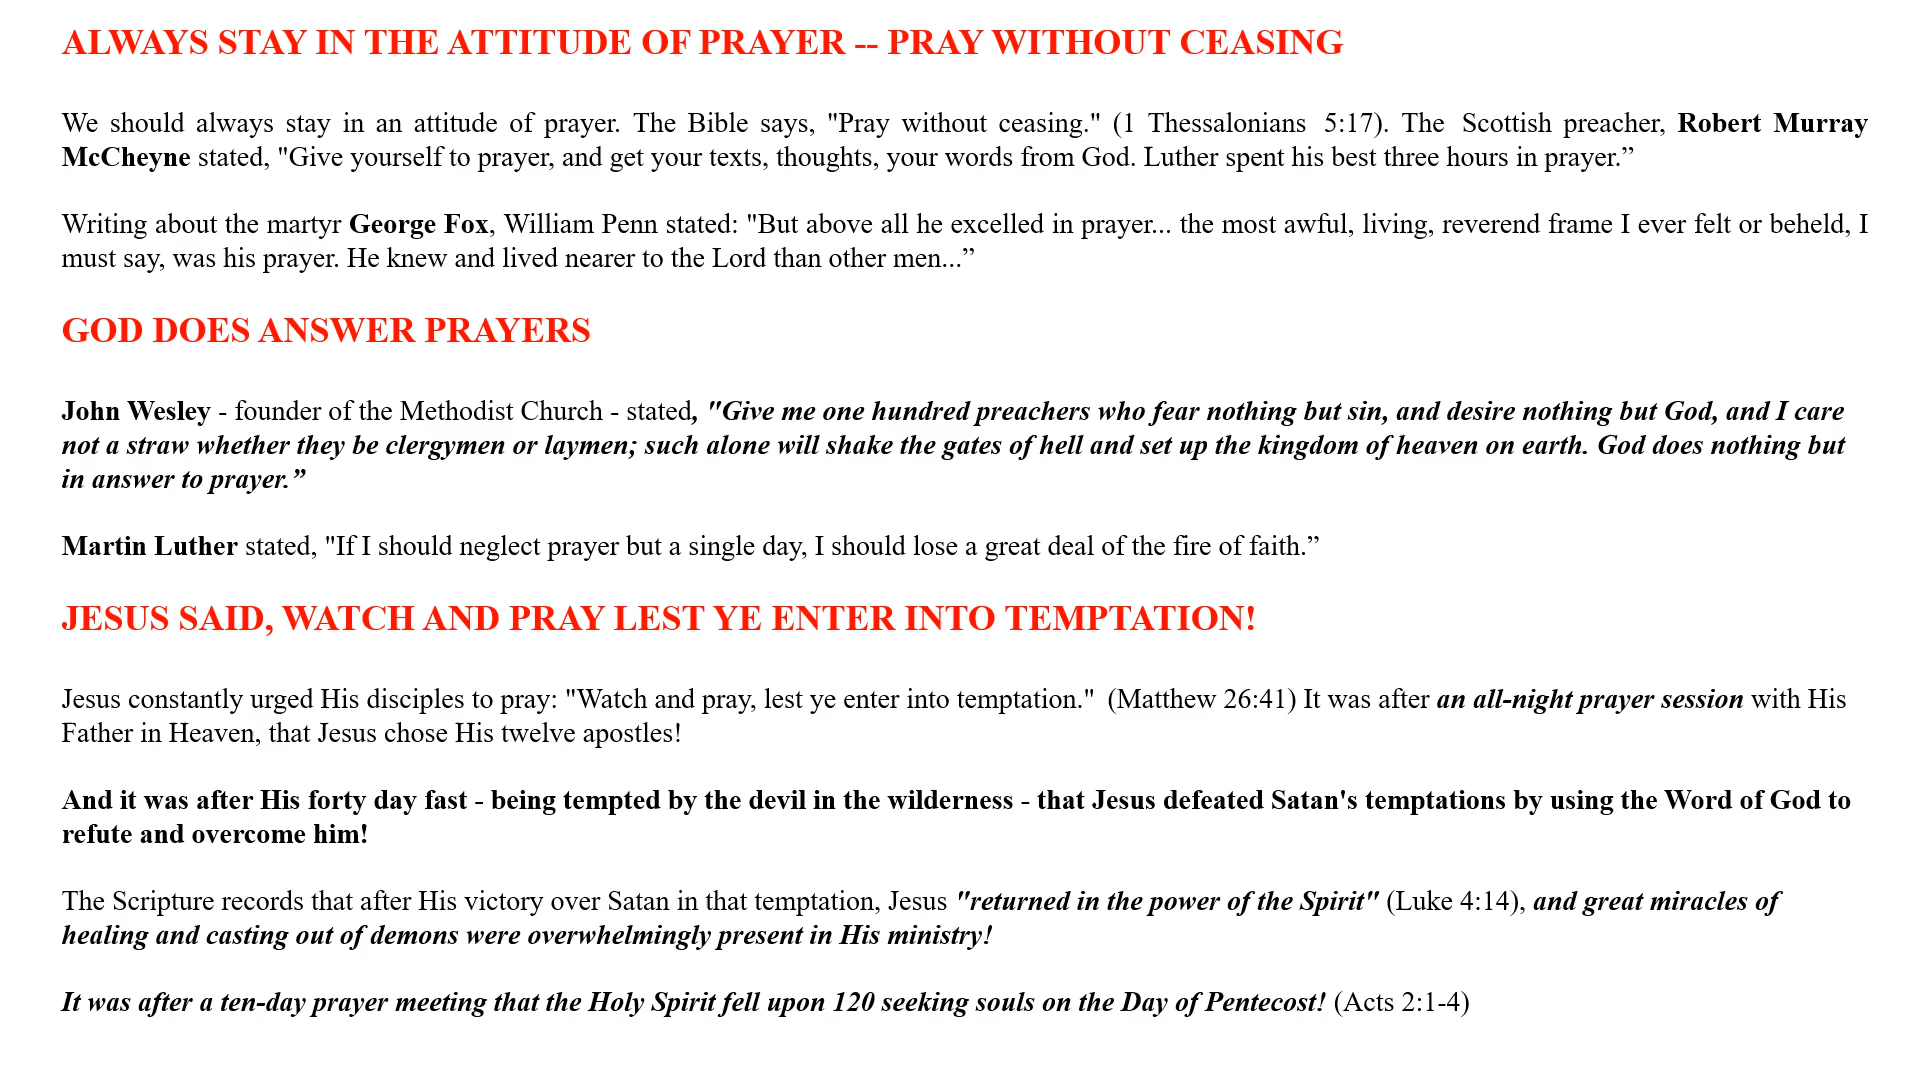 ALWAYS STAY IN THE ATTITUDE OF PRAYER -- PRAY WITHOUT CEASING
We should always stay in an attitude of prayer. The Bible says, "Pray without ceasing." (1 Thessalonians 5:17). The Scottish preacher, Robert Murray
McCheyne stated, "Give yourself to prayer, and get your texts, thoughts, your words from God. Luther spent his best three hours in prayer.”
Writing about the martyr George Fox, William Penn stated: "But above all he excelled in prayer... the most awful, living, reverend frame I ever felt or beheld, I
must say, was his prayer. He knew and lived nearer to the Lord than other men...”
GOD DOES ANSWER PRAYERS
John Wesley - founder of the Methodist Church - stated, "Give me one hundred preachers who fear nothing but sin, and desire nothing but God, and I care
not a straw whether they be clergymen or laymen; such alone will shake the gates of hell and set up the kingdom of heaven on earth. God does nothing but
in answer to prayer.”
Martin Luther stated, "If I should neglect prayer but a single day, I should lose a great deal of the fire of faith.”
JESUS SAID, WATCH AND PRAY LEST YE ENTER INTO TEMPTATION!
Jesus constantly urged His disciples to pray: "Watch and pray, lest ye enter into temptation."  (Matthew 26:41) It was after an all-night prayer session with His
Father in Heaven, that Jesus chose His twelve apostles!
And it was after His forty day fast - being tempted by the devil in the wilderness - that Jesus defeated Satan's temptations by using the Word of God to
refute and overcome him!
The Scripture records that after His victory over Satan in that temptation, Jesus "returned in the power of the Spirit" (Luke 4:14), and great miracles of
healing and casting out of demons were overwhelmingly present in His ministry!
It was after a ten-day prayer meeting that the Holy Spirit fell upon 120 seeking souls on the Day of Pentecost! (Acts 2:1-4)